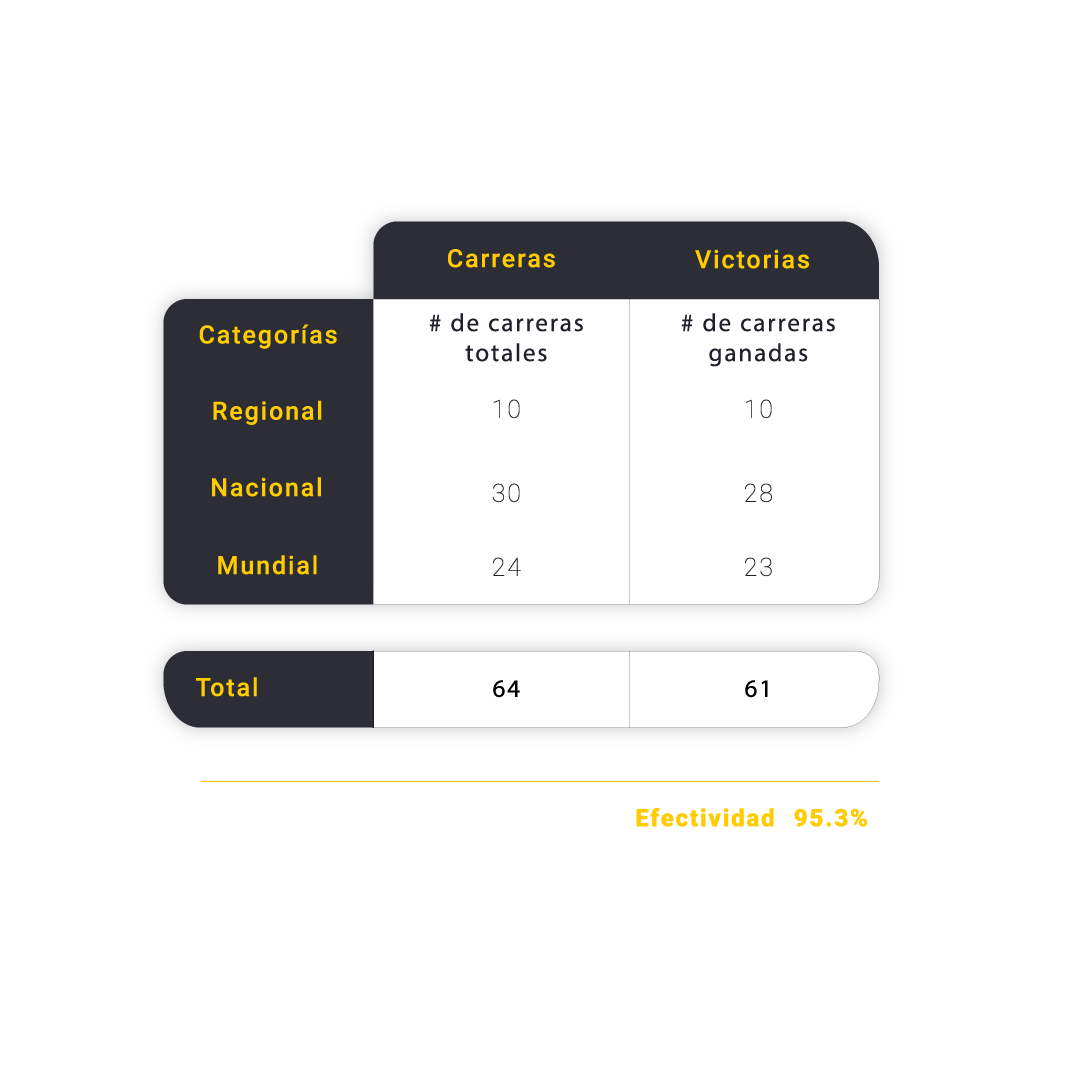 Carreras Victorias
Categorías # de carreras totales # de carreras ganadas
Regional 10 10
Nacional 30 28
Mundial 24 23
Total 64 61
Efectividad 95.3%